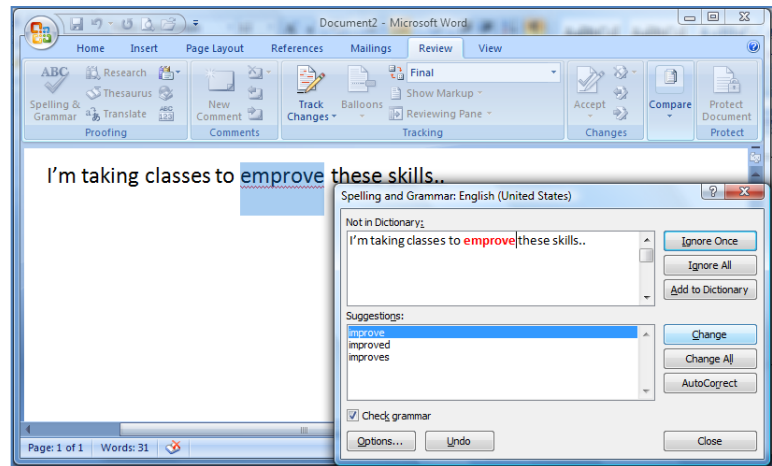 Document2 - Microsoft Word
Home Insert Page Layout References Mailings Review View
ABC Research Final
Spelling & Grammar Thesaurus New Comment Track Changes Balloons Show Markup Accept Compare Protect Document
Translate Reviewing Pane
Proofing Comments Tracking Changes Protect
I'm taking classes to emprove these skills..
Spelling and Grammar: English (United States)
Not in Dictionary:
I'm taking classes to emprove these skills..
Ignore Once
Ignore All
Add to Dictionary
Suggestions:
improve
improved
improves
Change
Change All
AutoCorrect
Check grammar
Options... Undo Close
Page: 1 of 1 Words: 31